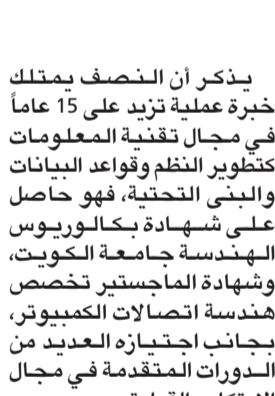 يذكر أن النصف يمتلك
خبرة عملية تزيد على 15 عاماً
في مجال تقنية المعلومات
كتطوير النظم وقواعد البيانات
والبنى التحتية، فهو حاصل
على شهادة بكالوريوس
الهندسة جامعة الكويت،
وشهادة الماجستير تخصص
هندسة اتصالات الكمبيوتر،
بجانب اجتيازه العديد من
الدورات المتقدمة في مجال